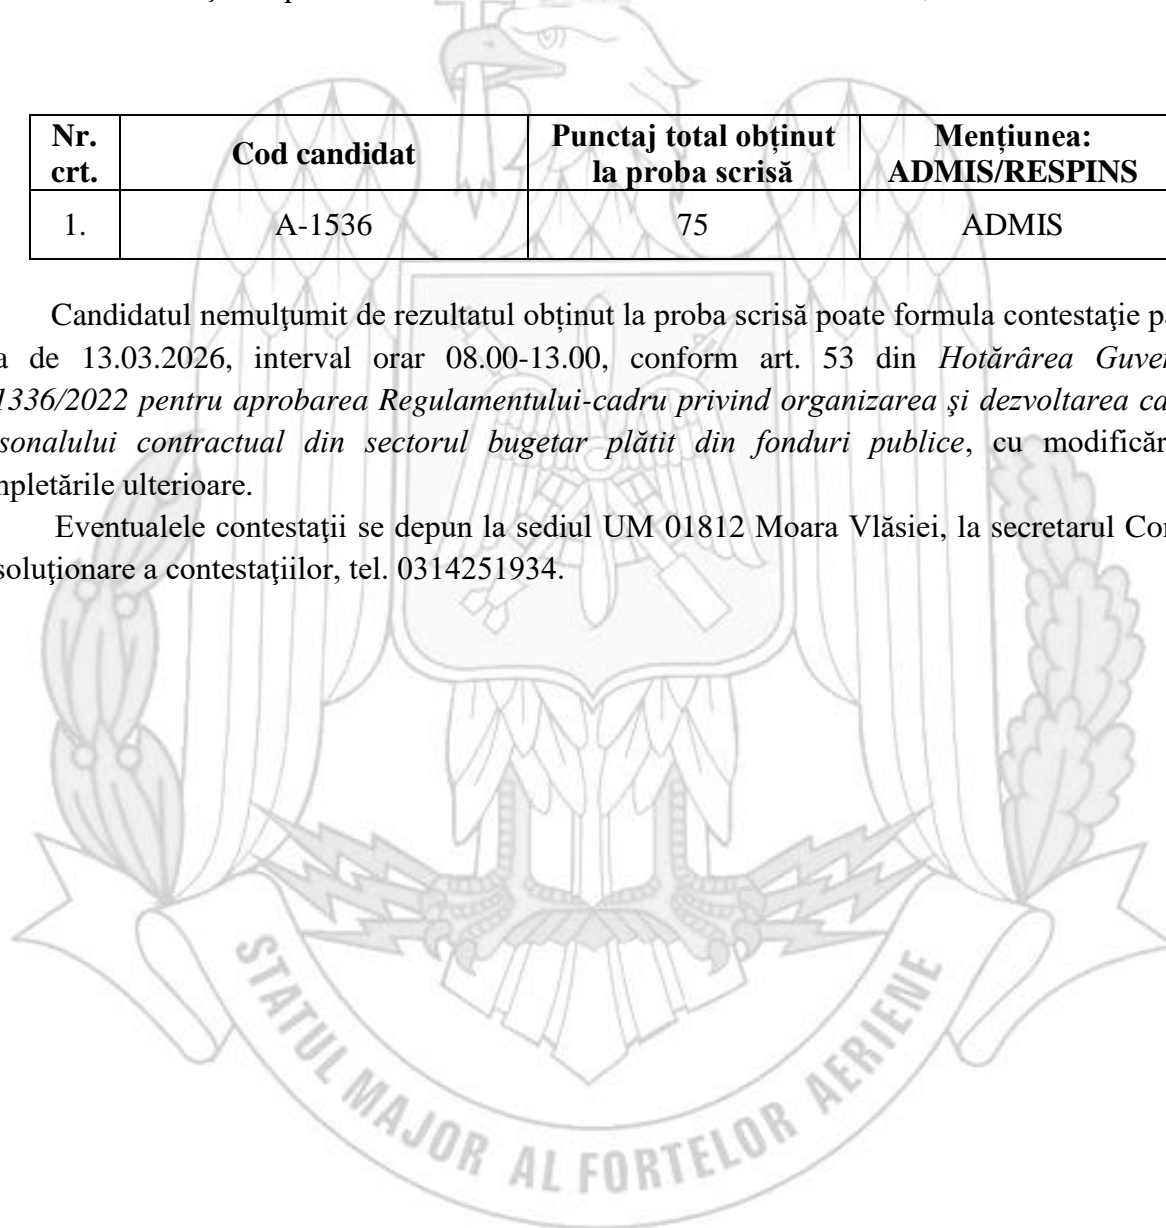 Nr. crt. Cod candidat Punctaj total obținut la proba scrisă Mențiunea: ADMIS/RESPINS
1. A-1536 75 ADMIS
Candidatul nemulţumit de rezultatul obținut la proba scrisă poate formula contestaţie
de 13.03.2026, interval orar 08.00-13.00, conform art. 53 din Hotărârea
1336/2022 pentru aprobarea Regulamentului-cadru privind organizarea şi dezvoltarea
contractual din sectorul bugetar plătit din fonduri publice, cu
ulterioare.
Eventualele contestaţii se depun la sediul UM 01812 Moara Vlăsiei, la secretarul
soluţionare a contestaţiilor, tel. 0314251934.
STATUL MAJOR AL FORTELOR AERIENE